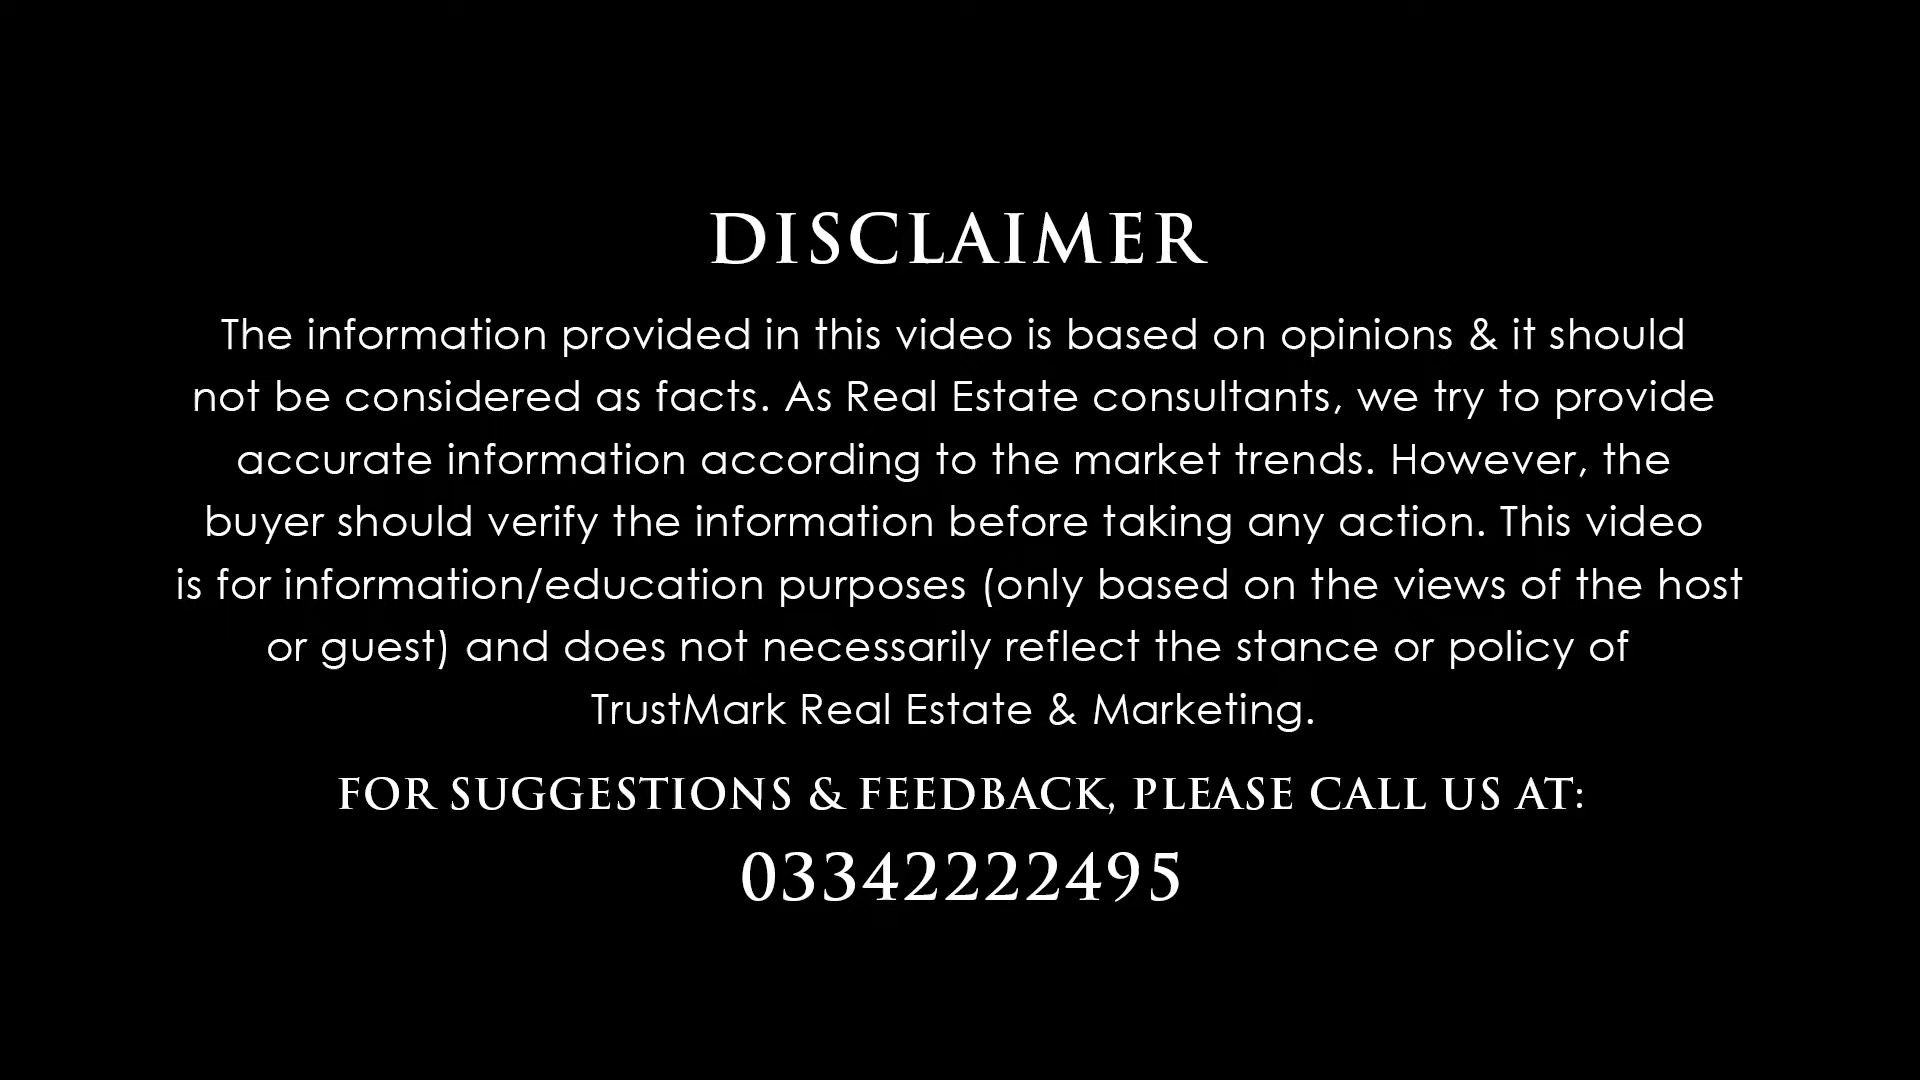 DISCLAIMER
The information provided in this video is based on opinions & it should
not be considered as facts. As Real Estate consultants, we try to provide
accurate information according to the market trends. However, the
buyer should verify the information before taking any action. This video
is for information/education purposes (only based on the views of the host
or guest) and does not necessarily reflect the stance or policy of
TrustMark Real Estate & Marketing.
FOR SUGGESTIONS & FEEDBACK, PLEASE CALL US AT:
03342222495